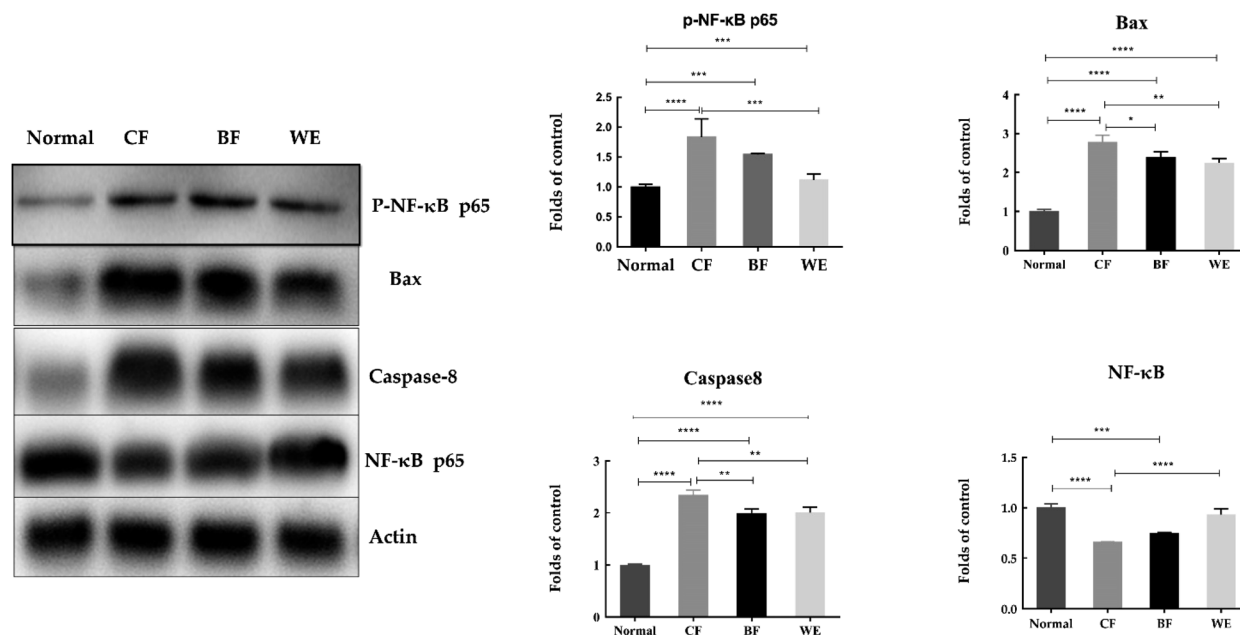 Normal CF BF WE
P-NF-κB p65
Bax
Caspase-8
NF-κB p65
Actin
p-NF-κB p65
***
***
**** ***
Folds of control
2.5
2.0
1.5
1.0
0.5
0.0
Normal CF BF WE
Bax
****
****
**** **
*
Folds of control
4
3
2
1
0
Normal CF BF WE
Caspase8
****
****
**
**** **
Folds of control
3
2
1
0
Normal CF BF WE
NF-κB
***
****
****
Folds of control
1.5
1.0
0.5
0.0
Normal CF BF WE